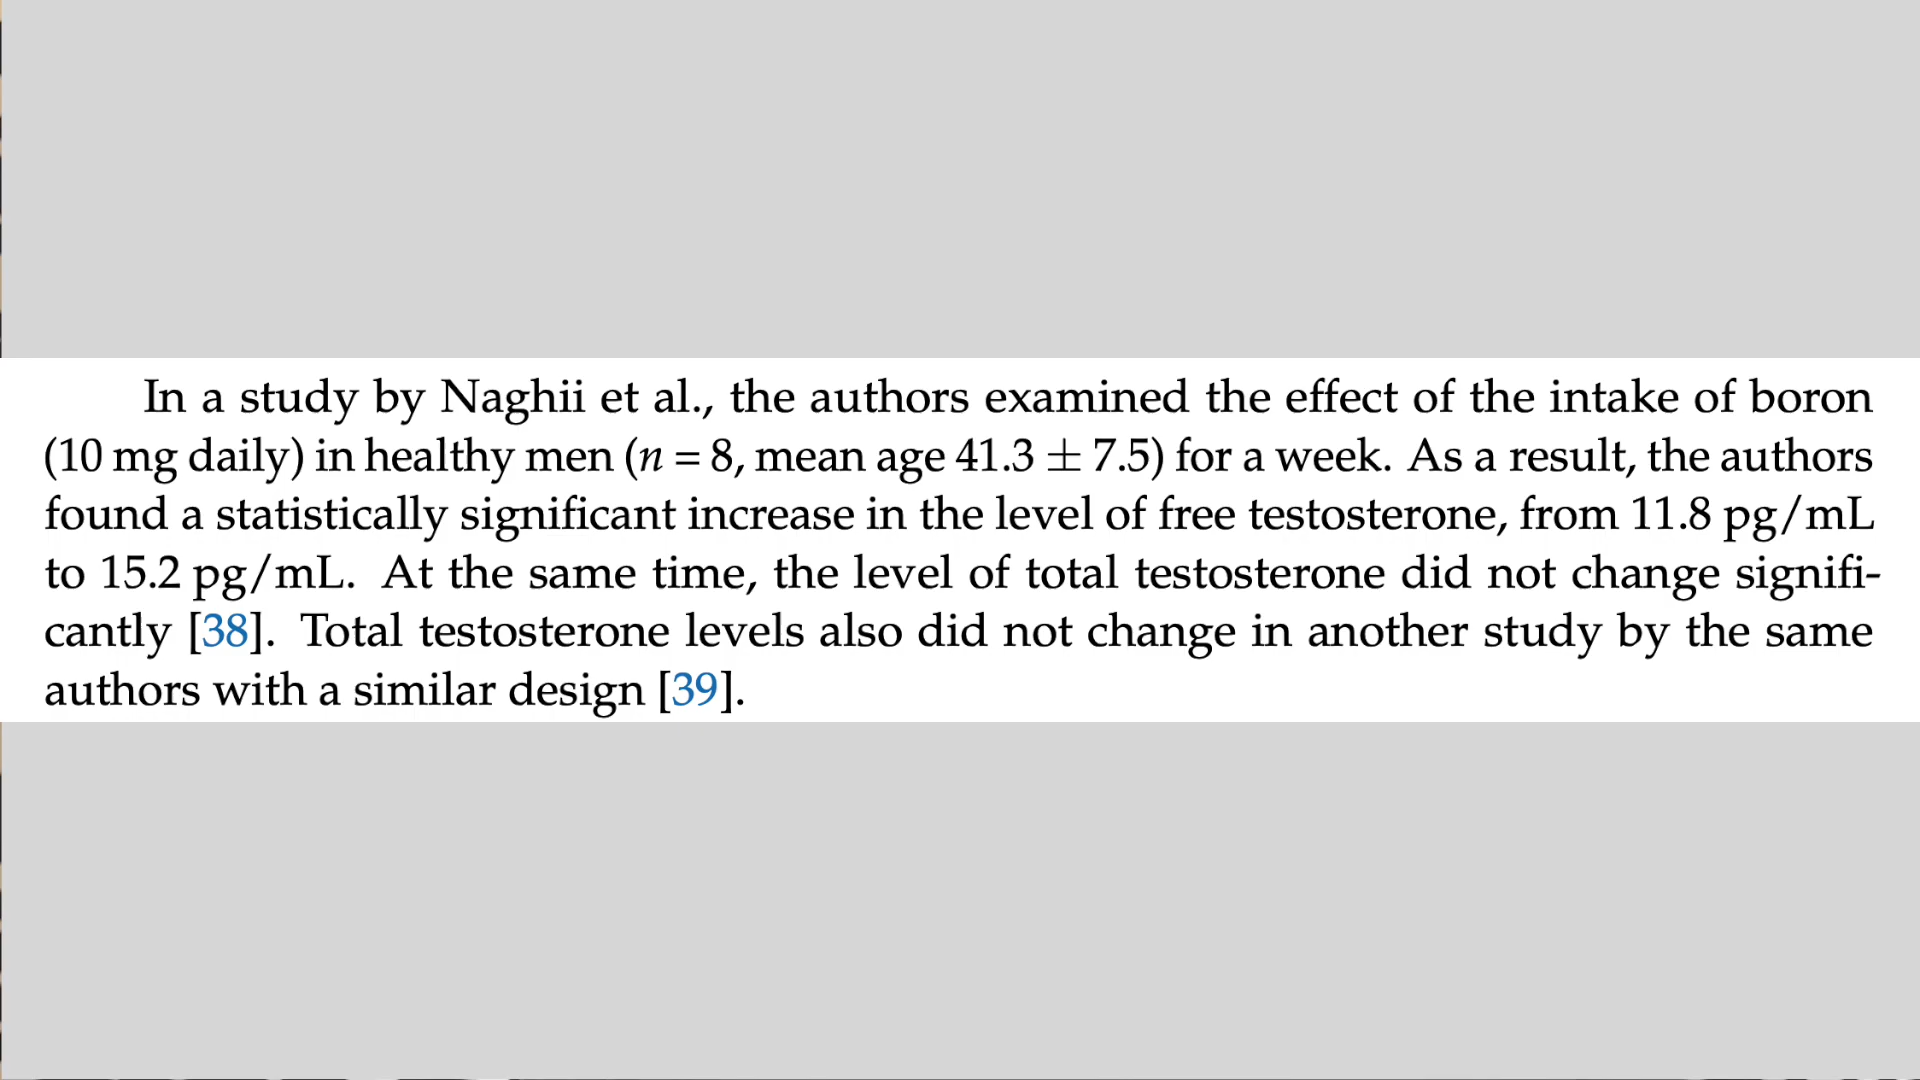 In a study by Naghii et al., the authors examined the effect of the intake of boron
(10 mg daily) in healthy men (n = 8, mean age 41.3 ± 7.5) for a week. As a result, the authors
found a statistically significant increase in the level of free testosterone, from 11.8 pg/mL
to 15.2 pg/mL. At the same time, the level of total testosterone did not change signifi-
cantly [38]. Total testosterone levels also did not change in another study by the same
authors with a similar design [39].